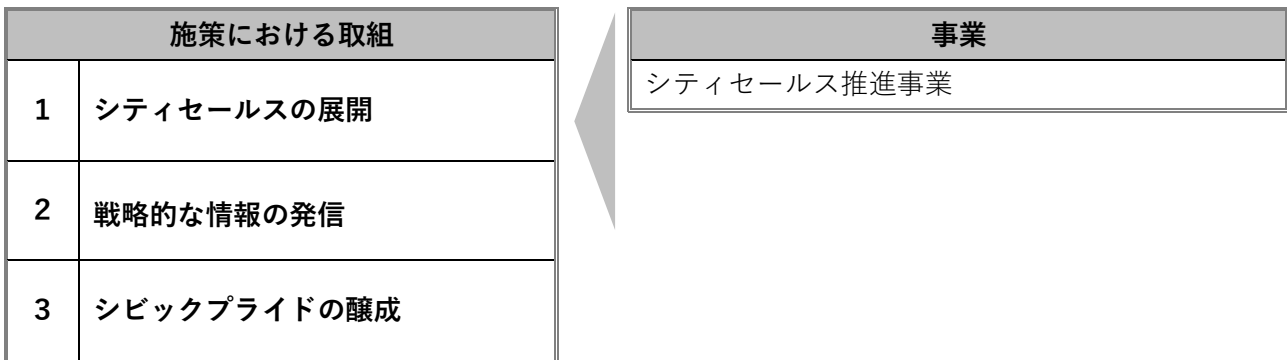 施策における取組
1 シティセールスの展開
2 戦略的な情報の発信
3 シビックプライドの醸成
事業
シティセールス推進事業